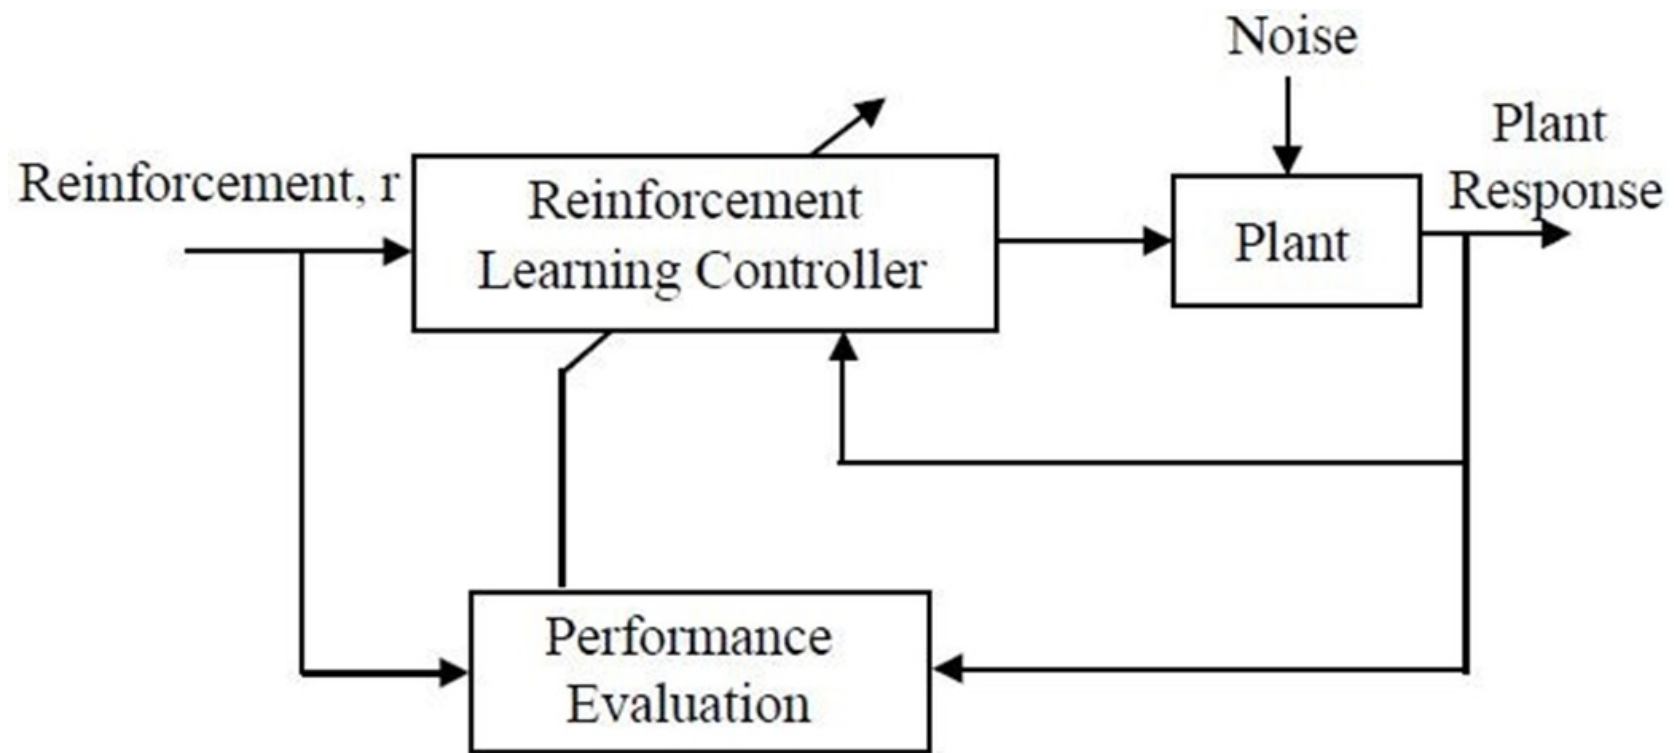 Noise
Plant
Response
Reinforcement, r
Reinforcement
Learning Controller
Plant
Performance
Evaluation